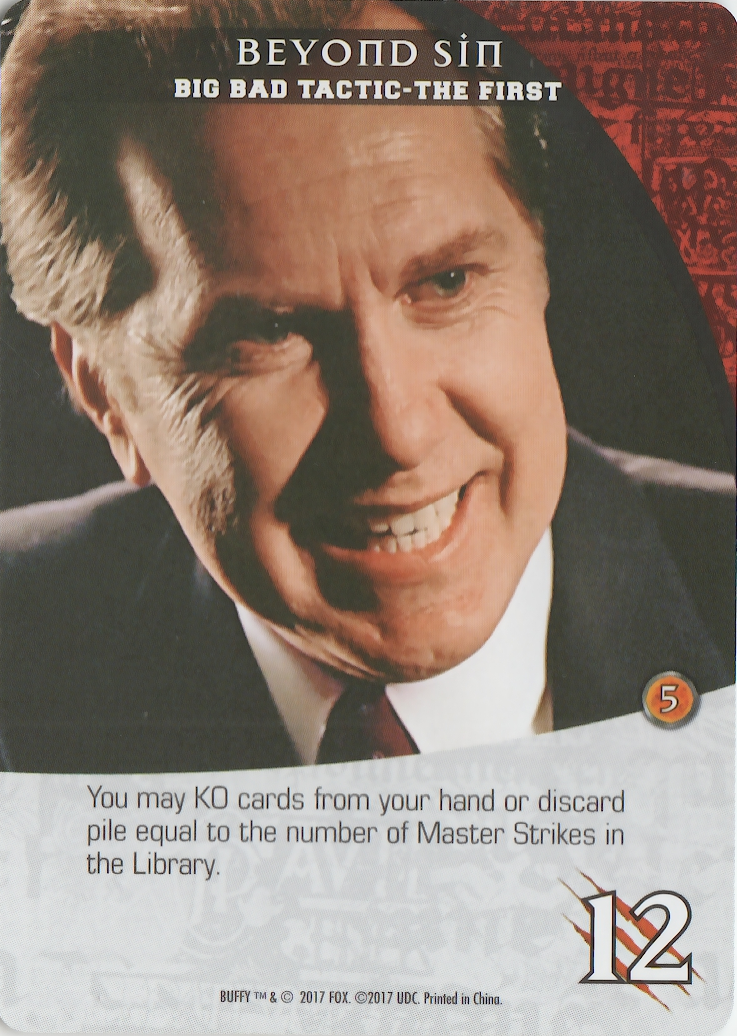 BEYOND SIN
BIG BAD TACTIC-THE FIRST
5
You may KO cards from your hand or discard
pile equal to the number of Master Strikes in
the Library.
12
BUFFY ™ & © 2017 FOX. ©2017 UDC. Printed in China.